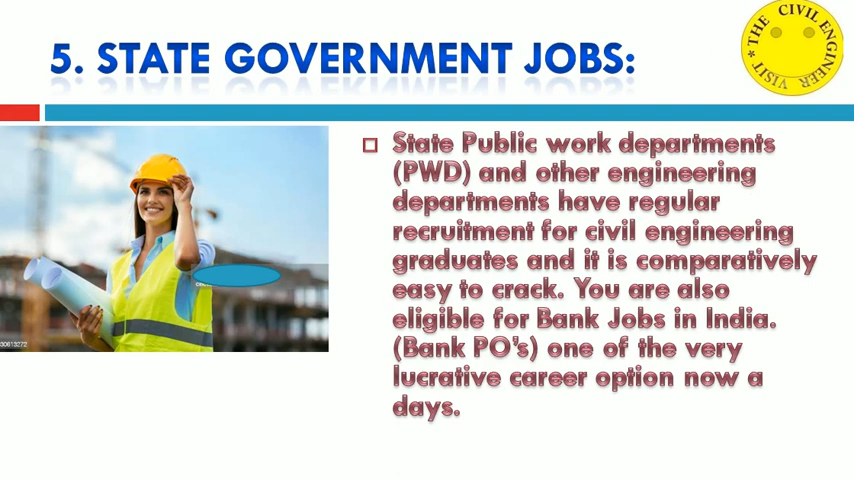 5. STATE GOVERNMENT JOBS:
THE CIVIL ENGINEER
VISIT
State Public work departments
(PWD) and other engineering
departments have regular
recruitment for civil engineering
graduates and it is comparatively
easy to crack. You are also
eligible for Bank Jobs in India.
(Bank PO's) one of the very
lucrative career option now a
days.